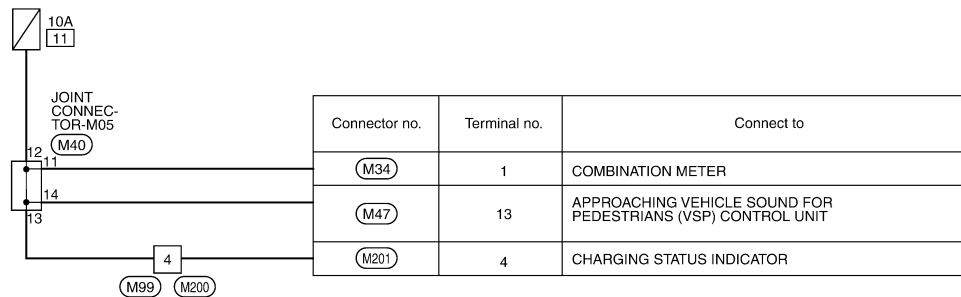 10A
11
JOINT
CONNEC-
TOR-M05
M40
12
11
14
13
4
M99 M200
Connector no. Terminal no. Connect to
M34 1 COMBINATION METER
M47 13 APPROACHING VEHICLE SOUND FOR
PEDESTRIANS (VSP) CONTROL UNIT
M201 4 CHARGING STATUS INDICATOR